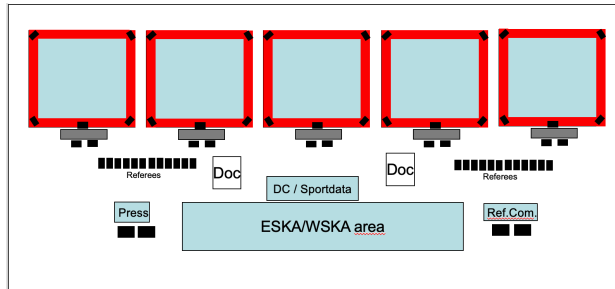 Doc
Doc
Referees
Referees
DC / Sportdata
Press
Ref.Com.
ESKA/WSKA area